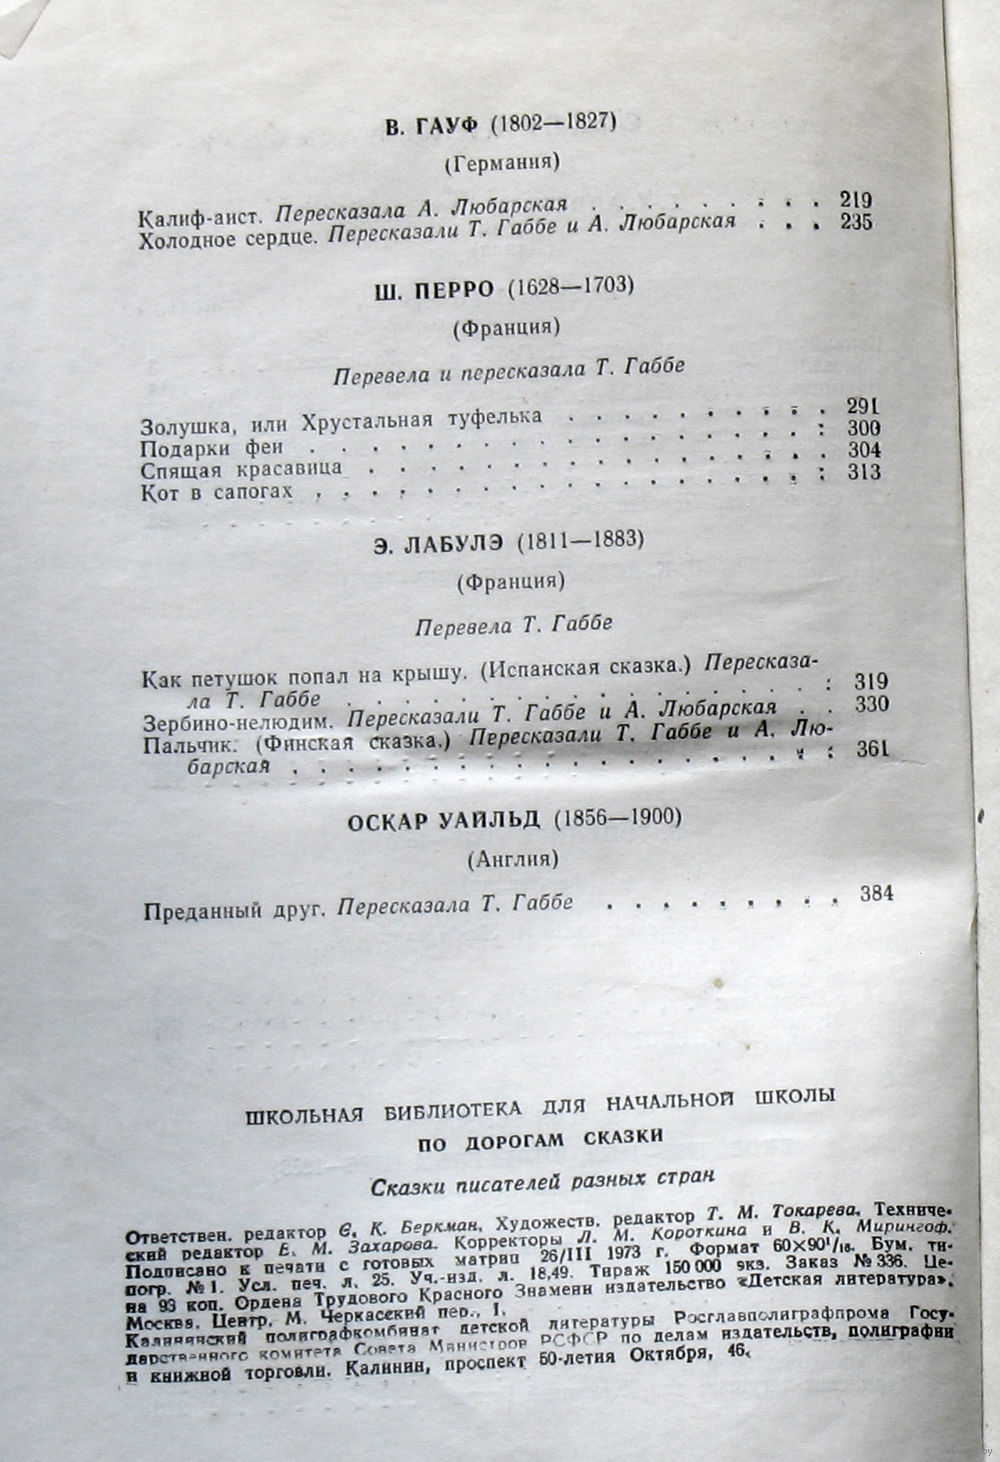 В. ГАУФ (1802—1827)
(Германия)
Калиф-аист. Пересказала А. Любарская . . . . . . . . . 219
Холодное сердце. Пересказали Т. Габбе и А. Любарская . . . 235
Ш. ПЕРРО (1628—1703)
(Франция)
Перевела и пересказала Т. Габбе
Золушка, или Хрустальная туфелька . . . . . . . . . . 291
Подарки феи . . . . . . . . . . . . . . . . . . . 300
Спящая красавица . . . . . . . . . . . . . . . . . 304
Кот в сапогах . . . . . . . . . . . . . . . . . . . 313
Э. ЛАБУЛЭ (1811—1883)
(Франция)
Перевела Т. Габбе
Как петушок попал на крышу. (Испанская сказка.) Пересказа-
ла Т. Габбе . . . . . . . . . . . . . . . . . . 319
Зербино-нелюдим. Пересказали Т. Габбе и А. Любарская . . 330
Пальчик. (Финская сказка.) Пересказали Т. Габбе и А. Лю-
барская . . . . . . . . . . . . . . . . . . . . 361
ОСКАР УАЙЛЬД (1856—1900)
(Англия)
Преданный друг. Пересказала Т. Габбе . . . . . . . . . 384
ШКОЛЬНАЯ БИБЛИОТЕКА ДЛЯ НАЧАЛЬНОЙ ШКОЛЫ
ПО ДОРОГАМ СКАЗКИ
Сказки писателей разных стран
Ответствен. редактор Э. К. Беркман. Художеств. редактор Т. М. Токарева. Техниче-
ский редактор Е. М. Захарова. Корректоры Л. М. Короткина и В. К. Мирингоф.
Подписано к печати с готовых матриц 26/III 1973 г. Формат 60×90¹/₁₆. Бум. ти-
погр. №1. Усл. печ. л. 25. Уч.-изд. л. 18,49. Тираж 150 000 экз. Заказ №336. Це-
на 93 коп. Ордена Трудового Красного Знамени издательство «Детская литература».
Москва. Центр. М. Черкасский пер., 1.
Калининский полиграфкомбинат детской литературы Росглавполиграфпрома Госу-
дарственного комитета Совета Министров РСФСР по делам издательств, полиграфии
и книжной торговли. Калинин, проспект 50-летия Октября, 46.